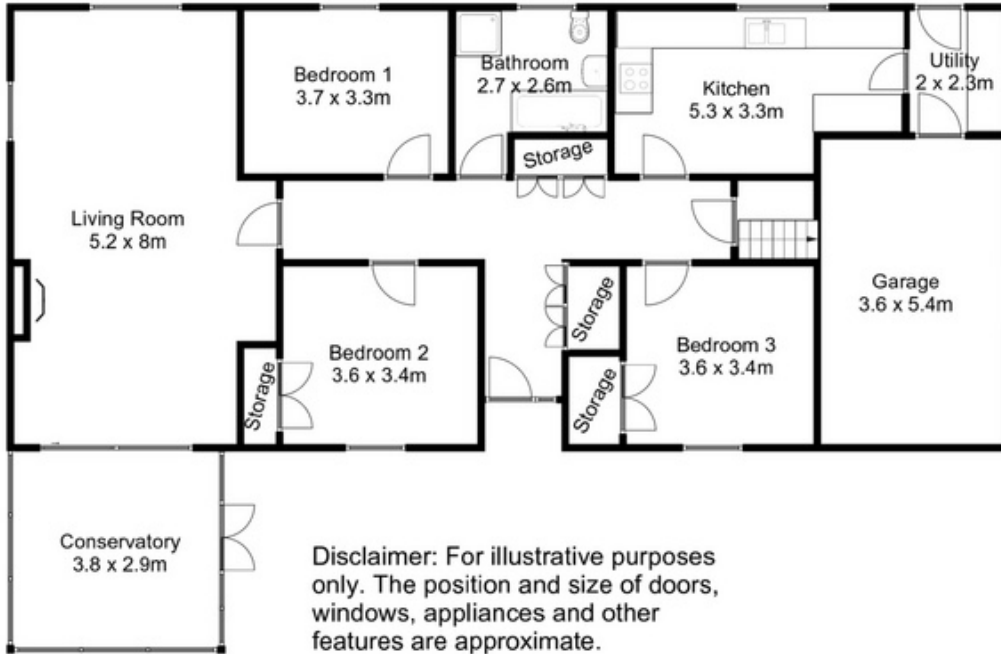 Bedroom 1
3.7 x 3.3m
Bathroom
2.7 x 2.6m
Kitchen
5.3 x 3.3m
Utility
2 x 2.3m
Storage
Living Room
5.2 x 8m
Garage
3.6 x 5.4m
Bedroom 2
3.6 x 3.4m
Storage
Storage
Storage
Bedroom 3
3.6 x 3.4m
Conservatory
3.8 x 2.9m
Disclaimer: For illustrative purposes
only. The position and size of doors,
windows, appliances and other
features are approximate.